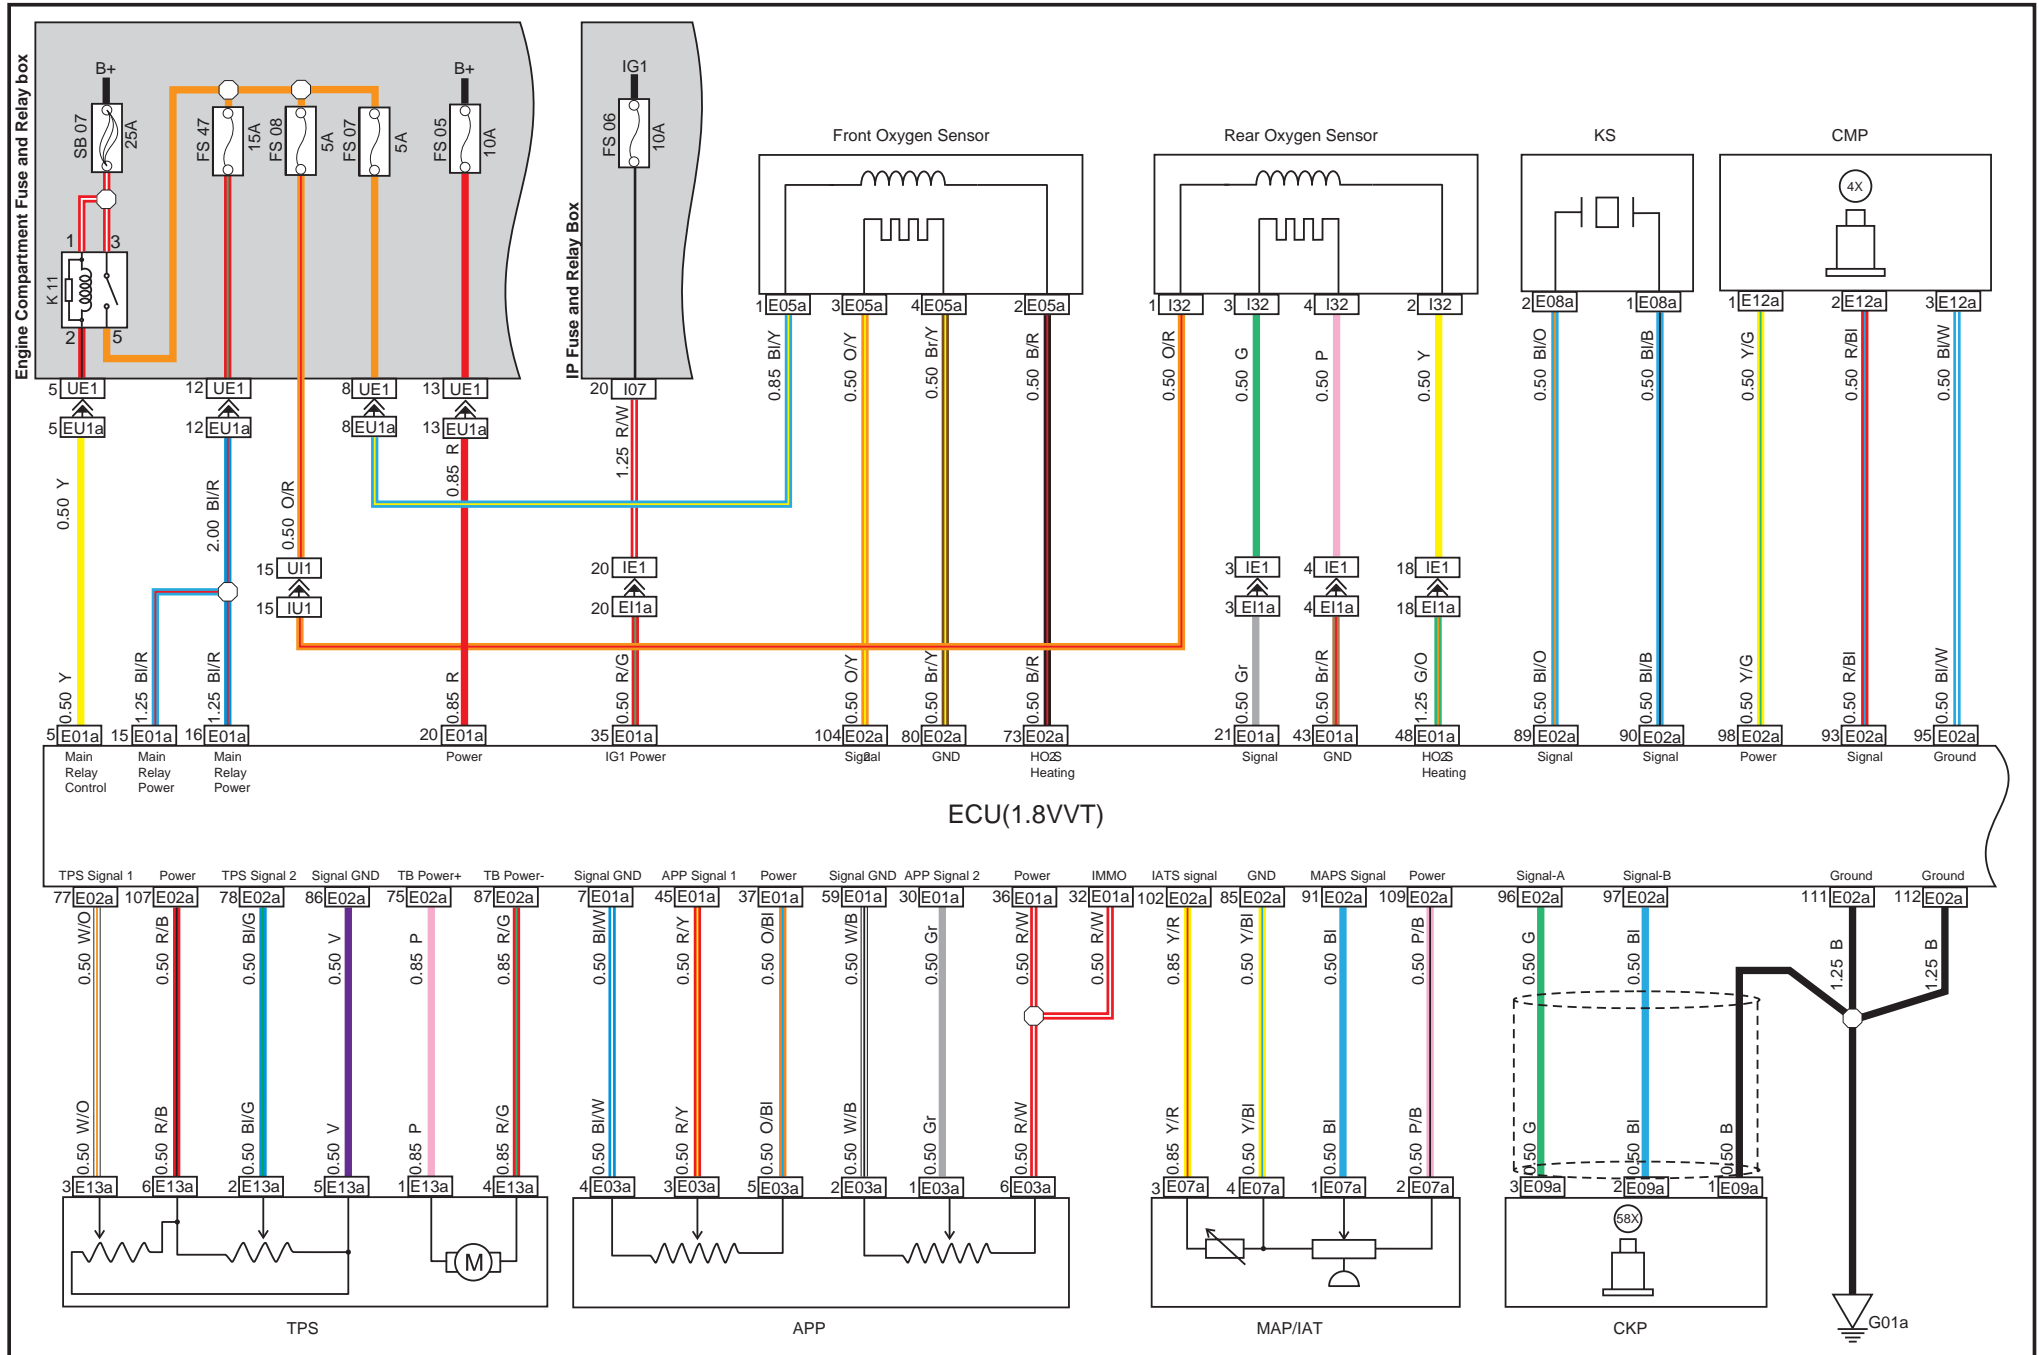 Engine Compartment Fuse and Relay box
B+
SB 07
25A
FS 47
15A
FS 08
5A
FS 07
5A
B+
FS 05
10A
1
3
K 11
2
5
IP Fuse and Relay Box
IG1
FS 06
10A
Front Oxygen Sensor
Rear Oxygen Sensor
KS
CMP
4X
1 E05a
3 E05a
4 E05a
2 E05a
1 I32
3 I32
4 I32
2 I32
2 E08a
1 E08a
1 E12a
2 E12a
3 E12a
0.85 Bl/Y
0.50 O/Y
0.50 Br/Y
0.50 B/R
0.50 O/R
0.50 G
0.50 P
0.50 Y
0.50 Bl/O
0.50 Bl/B
0.50 Y/G
0.50 R/Bl
0.50 Bl/W
5 UE1
12 UE1
8 UE1
13 UE1
20 I07
5 EU1a
12 EU1a
8 EU1a
13 EU1a
0.50 Y
2.00 Bl/R
0.50 O/R
0.85 R
1.25 R/W
15 UI1
15 IU1
20 IE1
20 EI1a
3 IE1
3 EI1a
4 IE1
4 EI1a
18 IE1
18 EI1a
0.50 Y
1.25 Bl/R
1.25 Bl/R
0.85 R
0.50 R/G
0.50 O/Y
0.50 Br/Y
0.50 B/R
0.50 Gr
0.50 Br/R
1.25 G/O
0.50 Bl/O
0.50 Bl/B
0.50 Y/G
0.50 R/Bl
0.50 Bl/W
5 E01a
15 E01a
16 E01a
20 E01a
35 E01a
104 E02a
80 E02a
73 E02a
21 E01a
43 E01a
48 E01a
89 E02a
90 E02a
98 E02a
93 E02a
95 E02a
Main
Relay
Control
Main
Relay
Power
Main
Relay
Power
Power
IG1 Power
Signal
GND
HO2S
Heating
Signal
GND
HO2S
Heating
Signal
Signal
Power
Signal
Ground
ECU(1.8VVT)
TPS Signal 1
Power
TPS Signal 2
Signal GND
TB Power+
TB Power-
Signal GND
APP Signal 1
Power
Signal GND
APP Signal 2
Power
IMMO
IATS signal
GND
MAPS Signal
Power
Signal-A
Signal-B
Ground
Ground
77 E02a
107 E02a
78 E02a
86 E02a
75 E02a
87 E02a
7 E01a
45 E01a
37 E01a
59 E01a
30 E01a
36 E01a
32 E01a
102 E02a
85 E02a
91 E02a
109 E02a
96 E02a
97 E02a
111 E02a
112 E02a
0.50 W/O
0.50 R/B
0.50 Bl/G
0.50 V
0.85 P
0.85 R/G
0.50 Bl/W
0.50 R/Y
0.50 O/Bl
0.50 W/B
0.50 Gr
0.50 R/W
0.50 R/W
0.85 Y/R
0.50 Y/Bl
0.50 Bl
0.50 P/B
0.50 G
0.50 Bl
1.25 B
1.25 B
0.50 W/O
0.50 R/B
0.50 Bl/G
0.50 V
0.85 P
0.85 R/G
0.50 Bl/W
0.50 R/Y
0.50 O/Bl
0.50 W/B
0.50 Gr
0.50 R/W
0.85 Y/R
0.50 Y/Bl
0.50 Bl
0.50 P/B
0.50 G
0.50 Bl
0.50 B
3 E13a
6 E13a
2 E13a
5 E13a
1 E13a
4 E13a
4 E03a
3 E03a
5 E03a
2 E03a
1 E03a
6 E03a
3 E07a
4 E07a
1 E07a
2 E07a
3 E09a
2 E09a
1 E09a
M
58X
TPS
APP
MAP/IAT
CKP
G01a